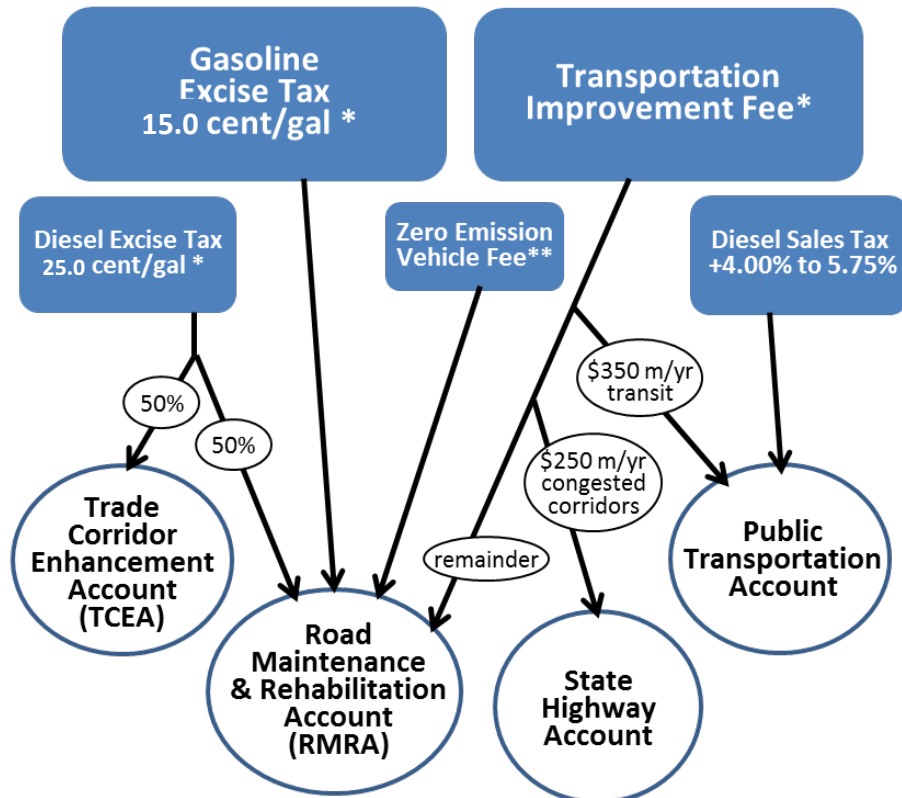 Gasoline
Excise Tax
15.0 cent/gal *
Transportation
Improvement Fee*
Diesel Excise Tax
25.0 cent/gal *
Zero Emission
Vehicle Fee**
Diesel Sales Tax
+4.00% to 5.75%
50%
50%
$350 m/yr
transit
$250 m/yr
congested
corridors
remainder
Trade
Corridor
Enhancement
Account
(TCEA)
Road
Maintenance
& Rehabilitation
Account
(RMRA)
State
Highway
Account
Public
Transportation
Account